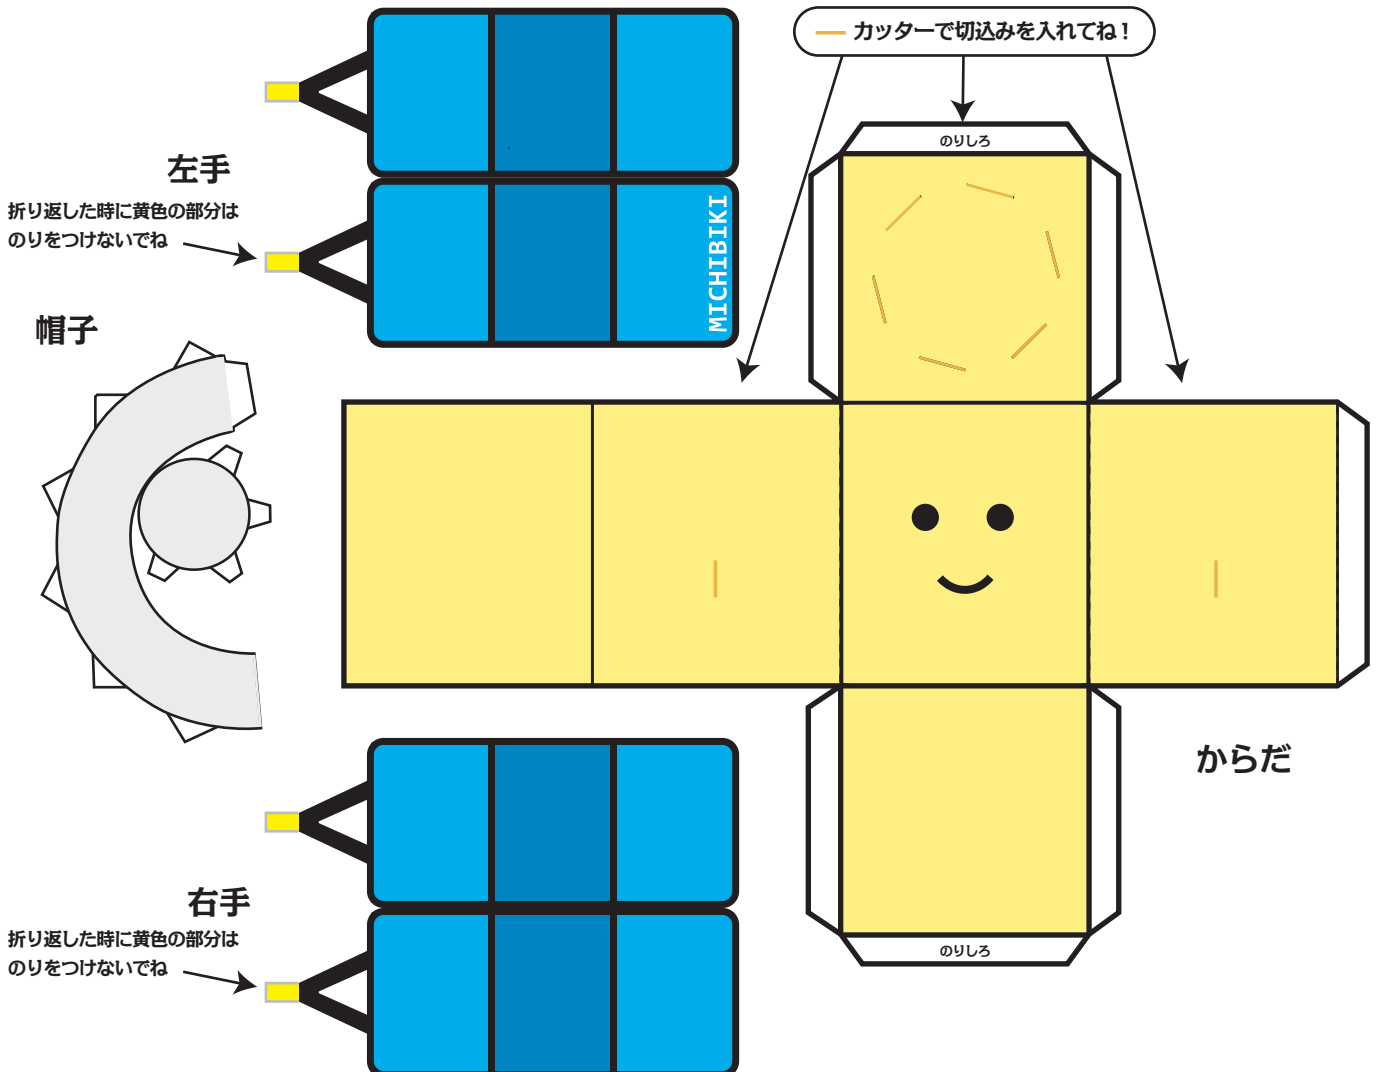 カッターで切込みを入れてね！
のりしろ
左手
折り返した時に黄色の部分は
のりをつけないでね
MICHIBIKI
帽子
からだ
右手
折り返した時に黄色の部分は
のりをつけないでね
のりしろ